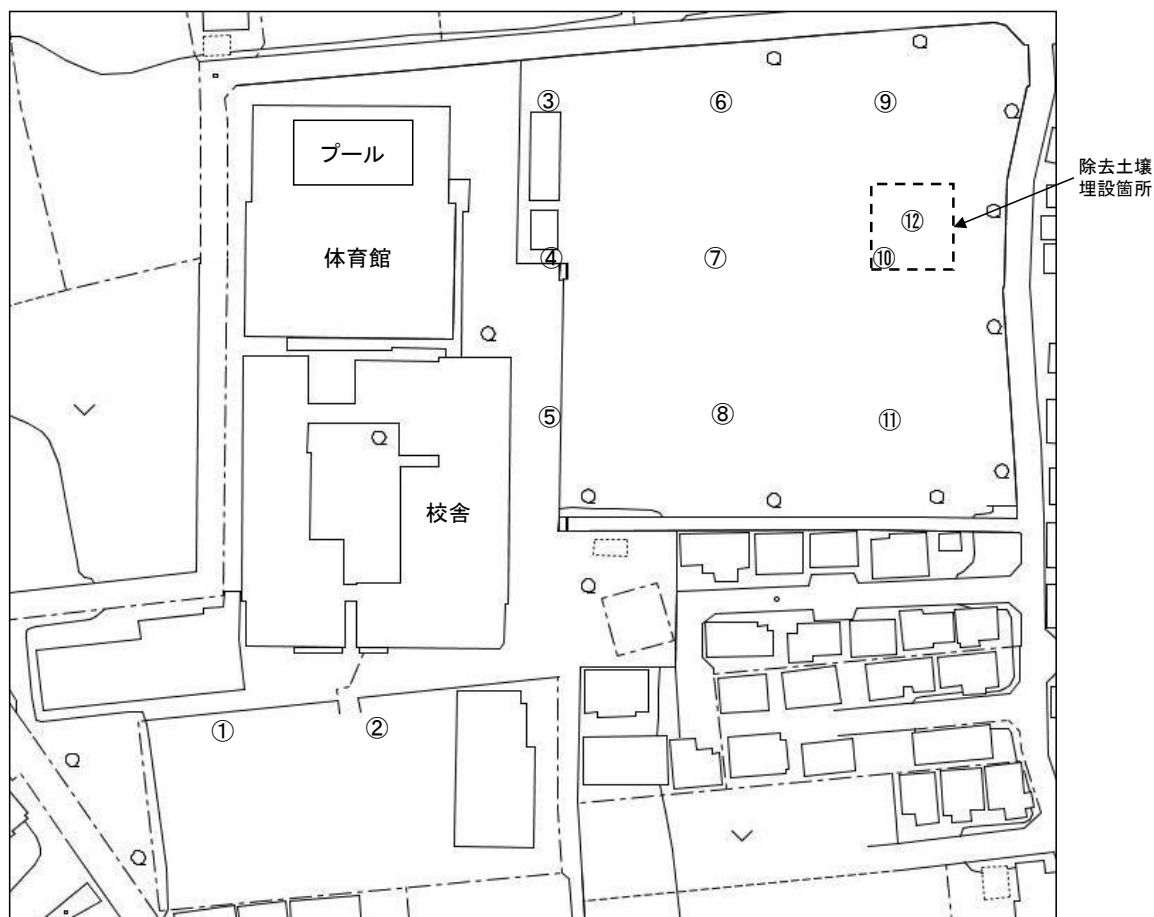 ③
⑥
⑨
プール
除去土壌
埋設箇所
⑫
体育館
④
⑦
⑩
⑤
⑧
⑪
校舎
①
②